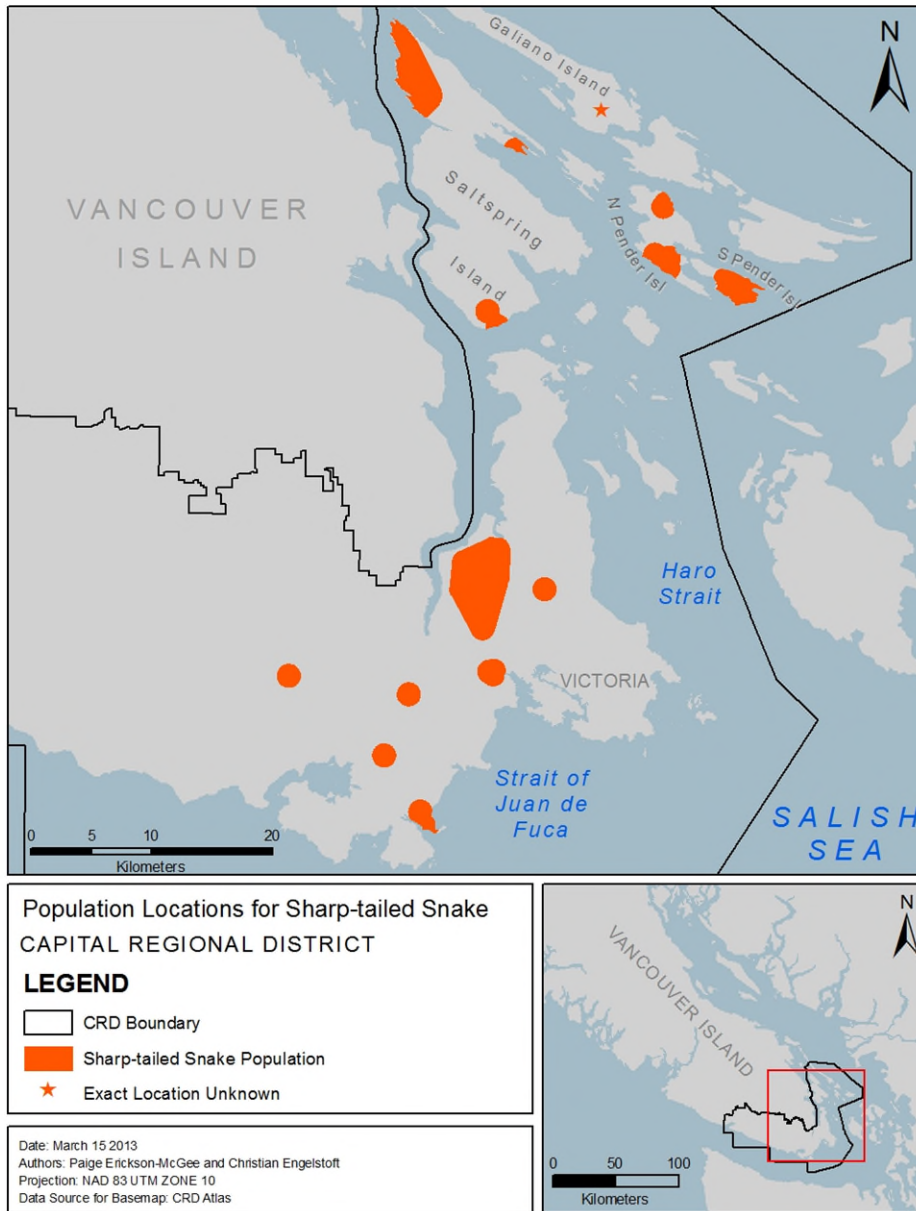 N
Galiano Island
VANCOUVER
ISLAND
Saltspring
Island
N Pender Isl
S Pender Isl
Haro
Strait
VICTORIA
Strait of
Juan de
Fuca
SALISH
SEA
0 5 10 20
Kilometers
Population Locations for Sharp-tailed Snake
CAPITAL REGIONAL DISTRICT
LEGEND
CRD Boundary
Sharp-tailed Snake Population
Exact Location Unknown
Date: March 15 2013
Authors: Paige Erickson-McGee and Christian Engelstoft
Projection: NAD 83 UTM ZONE 10
Data Source for Basemap: CRD Atlas
N
VANCOUVER ISLAND
0 50 100
Kilometers